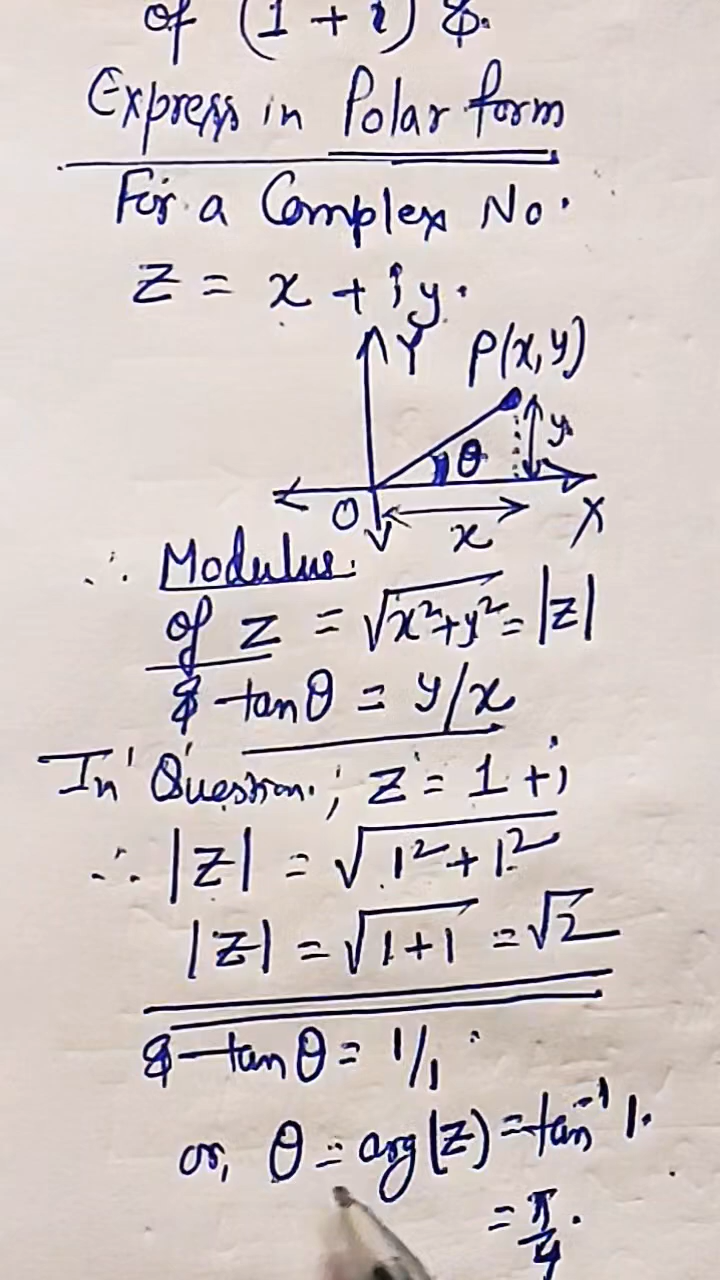 of (1 + i) &.
Express in Polar form
For a Complex No.
z = x + iy.
Y P(x, y)
y
θ
O x X
∴ Modulus.
of z = √x²+y² = |z|
& tanθ = y/x
In Question; z = 1 + i
∴ |z| = √1²+1²
|z| = √1+1 = √2
& tanθ = 1/1
or, θ = arg(z) = tan⁻¹ 1.
= π/4.